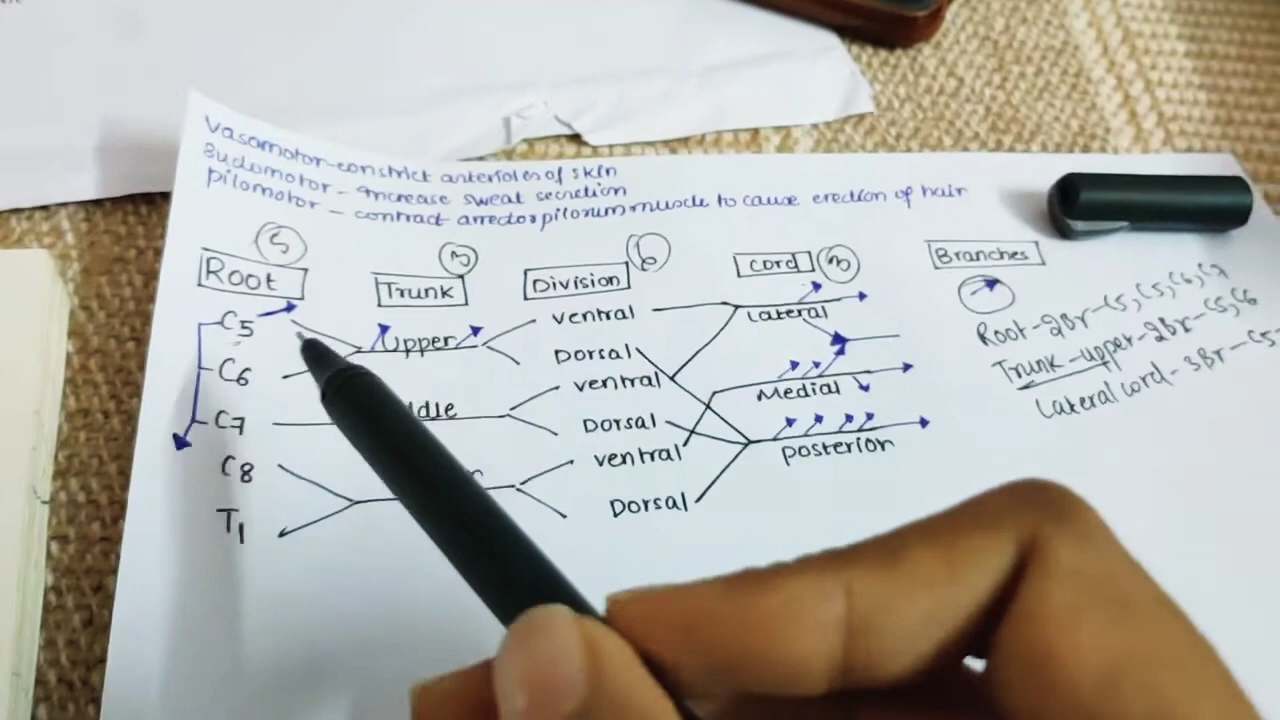 Vasomotor-constrict arterioles of skin
Sudomotor - Increase sweat secretion
pilomotor - contract arrector pilorum muscle to cause erection of hair
5
3
6
3
Root
Trunk
Division
cord
Branches
C5
C6
C7
C8
T1
Upper
ddle
ventral
Dorsal
ventral
Dorsal
ventral
Dorsal
Lateral
Medial
posterior
Root-2Br-C5, C5, C6, C7
Trunk-upper-2Br-C5, C6
Lateral cord-3Br-C5-